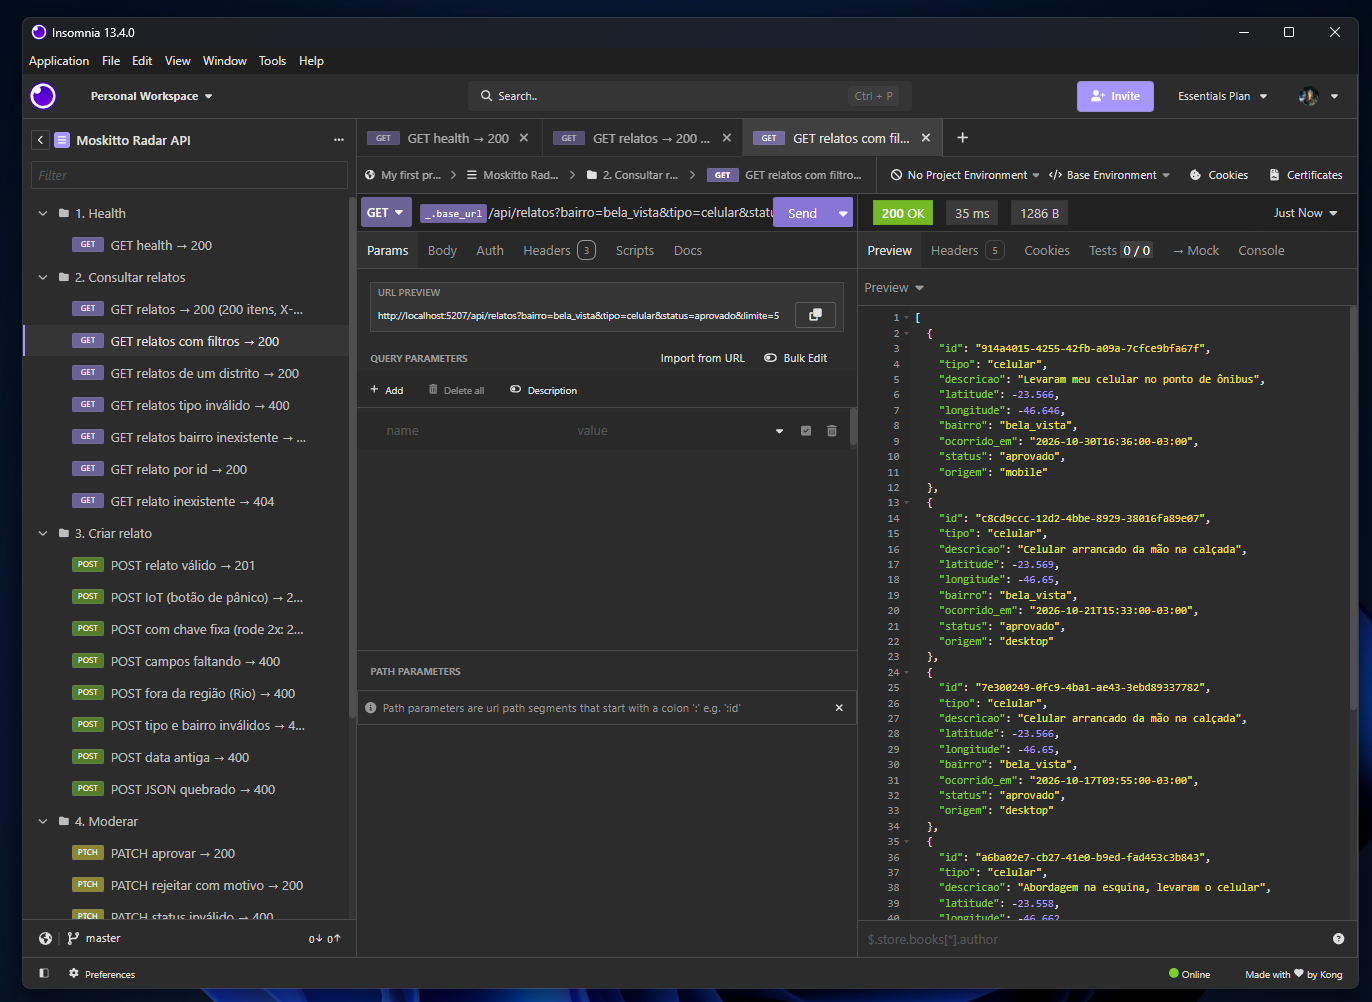 Insomnia 13.4.0
Application File Edit View Window Tools Help
Personal Workspace
Search..
Ctrl + P
Invite
Essentials Plan
Moskitto Radar API
Filter
1. Health
GET GET health → 200
2. Consultar relatos
GET GET relatos → 200 (200 itens, X-...
GET GET relatos com filtros → 200
GET GET relatos de um distrito → 200
GET GET relatos tipo inválido → 400
GET GET relatos bairro inexistente → ...
GET GET relato por id → 200
GET GET relato inexistente → 404
3. Criar relato
POST POST relato válido → 201
POST POST IoT (botão de pânico) → 2...
POST POST com chave fixa (rode 2x: 2...
POST POST campos faltando → 400
POST POST fora da região (Rio) → 400
POST POST tipo e bairro inválidos → 4...
POST POST data antiga → 400
POST POST JSON quebrado → 400
4. Moderar
PTCH PATCH aprovar → 200
PTCH PATCH rejeitar com motivo → 200
PTCH PATCH status inválido → 400
master
0↓ 0↑
Preferences
GET GET health → 200
GET GET relatos → 200 ...
GET GET relatos com fil...
My first pr... > Moskitto Rad... > 2. Consultar r... > GET GET relatos com filtro...
No Project Environment
Base Environment
Cookies
Certificates
GET _.base_url /api/relatos?bairro=bela_vista&tipo=celular&statu
Send
Params Body Auth Headers 3 Scripts Docs
URL PREVIEW
http://localhost:5207/api/relatos?bairro=bela_vista&tipo=celular&status=aprovado&limite=5
QUERY PARAMETERS
Import from URL
Bulk Edit
Add
Delete all
Description
name
value
PATH PARAMETERS
Path parameters are url path segments that start with a colon ':' e.g. ':id'
200 OK
35 ms
1286 B
Just Now
Preview Headers 5 Cookies Tests 0 / 0 → Mock Console
Preview
1 [
2 {
3 "id": "914a4015-4255-42fb-a09a-7cfce9bfa67f",
4 "tipo": "celular",
5 "descricao": "Levaram meu celular no ponto de ônibus",
6 "latitude": -23.566,
7 "longitude": -46.646,
8 "bairro": "bela_vista",
9 "ocorrido_em": "2026-10-30T16:36:00-03:00",
10 "status": "aprovado",
11 "origem": "mobile"
12 },
13 {
14 "id": "c8cd9ccc-12d2-4bbe-8929-38016fa89e07",
15 "tipo": "celular",
16 "descricao": "Celular arrancado da mão na calçada",
17 "latitude": -23.569,
18 "longitude": -46.65,
19 "bairro": "bela_vista",
20 "ocorrido_em": "2026-10-21T15:33:00-03:00",
21 "status": "aprovado",
22 "origem": "desktop"
23 },
24 {
25 "id": "7e300249-0fc9-4ba1-ae43-3ebd89337782",
26 "tipo": "celular",
27 "descricao": "Celular arrancado da mão na calçada",
28 "latitude": -23.566,
29 "longitude": -46.65,
30 "bairro": "bela_vista",
31 "ocorrido_em": "2026-10-17T09:55:00-03:00",
32 "status": "aprovado",
33 "origem": "desktop"
34 },
35 {
36 "id": "a6ba02e7-cb27-41e0-b9ed-fad453c3b843",
37 "tipo": "celular",
38 "descricao": "Abordagem na esquina, levaram o celular",
39 "latitude": -23.558,
40 "longitude": -46.662
$.store.books[*].author
Online
Made with ♥ by Kong